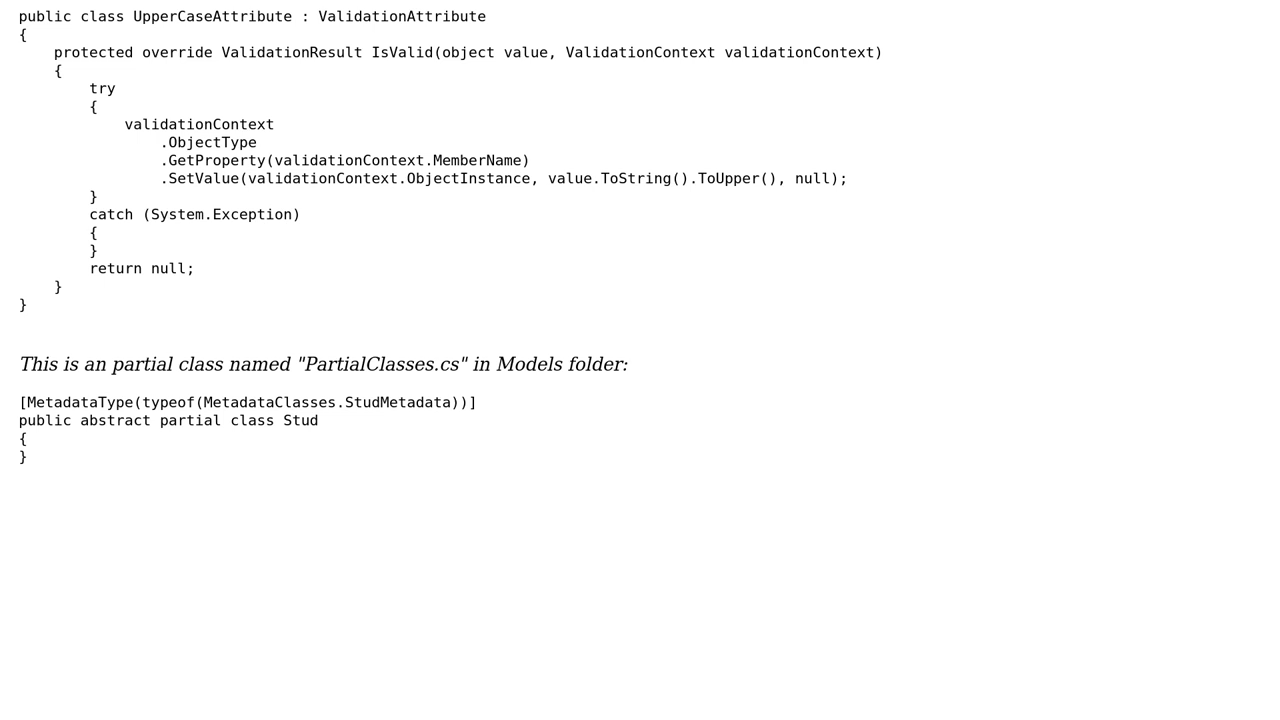 public class UpperCaseAttribute : ValidationAttribute
{
    protected override ValidationResult IsValid(object value, ValidationContext validationContext)
    {
        try
        {
            validationContext
                .ObjectType
                .GetProperty(validationContext.MemberName)
                .SetValue(validationContext.ObjectInstance, value.ToString().ToUpper(), null);
        }
        catch (System.Exception)
        {
        }
        return null;
    }
}
This is an partial class named "PartialClasses.cs" in Models folder:
[MetadataType(typeof(MetadataClasses.StudMetadata))]
public abstract partial class Stud
{
}